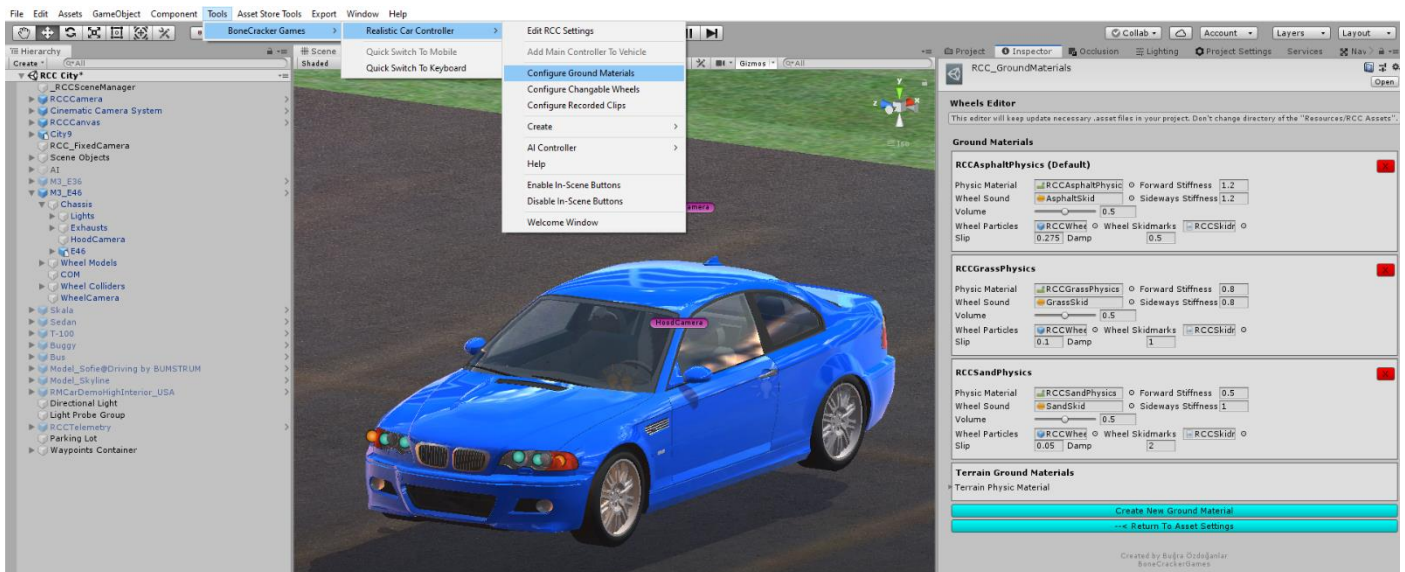 File Edit Assets GameObject Component Tools Asset Store Tools Export Window Help
BoneCracker Games >
Realistic Car Controller >
Quick Switch To Mobile
Quick Switch To Keyboard
Edit RCC Settings
Add Main Controller To Vehicle
Configure Ground Materials
Configure Changable Wheels
Configure Recorded Clips
Create >
AI Controller >
Help
Enable In-Scene Buttons
Disable In-Scene Buttons
Welcome Window
Collab Account Layers Layout
Hierarchy
Create All
RCC City*
_RCCSceneManager
RCCCamera
Cinematic Camera System
RCCCanvas
City9
RCC_FixedCamera
Scene Objects
AI
M3_E36
M3_E46
Chassis
Lights
Exhausts
HoodCamera
E46
Wheel Models
COM
Wheel Colliders
WheelCamera
Skala
Sedan
T-100
Buggy
Bus
Model_Sofie@Driving by BUMSTRUM
Model_Skyline
RMCarDemoHighInterior_USA
Directional Light
Light Probe Group
RCCTelemetry
Parking Lot
Waypoints Container
Scene
Shaded
Gizmos All
y
z x
Iso
amera
HoodCamera
Project Inspector Occlusion Lighting Project Settings Services Nav
RCC_GroundMaterials
Open
Wheels Editor
This editor will keep update necessary .asset files in your project. Don't change directory of the "Resources/RCC Assets".
Ground Materials
RCCAsphaltPhysics (Default)
X
Physic Material RCCAsphaltPhysic Forward Stiffness 1.2
Wheel Sound AsphaltSkid Sideways Stiffness 1.2
Volume 0.5
Wheel Particles RCCWhee Wheel Skidmarks RCCSkidr
Slip 0.275 Damp 0.5
RCCGrassPhysics
X
Physic Material RCCGrassPhysics Forward Stiffness 0.8
Wheel Sound GrassSkid Sideways Stiffness 0.8
Volume 0.5
Wheel Particles RCCWhee Wheel Skidmarks RCCSkidr
Slip 0.1 Damp 1
RCCSandPhysics
X
Physic Material RCCSandPhysics Forward Stiffness 0.5
Wheel Sound SandSkid Sideways Stiffness 1
Volume 0.5
Wheel Particles RCCWhee Wheel Skidmarks RCCSkidr
Slip 0.05 Damp 2
Terrain Ground Materials
Terrain Physic Material
Create New Ground Material
--< Return To Asset Settings
Created by Buğra Özdoğanlar
BoneCrackerGames